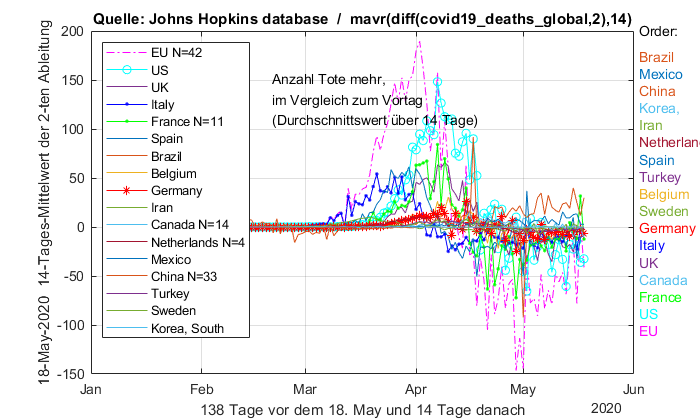 Quelle: Johns Hopkins database / mavr(diff(covid19_deaths_global,2),14)
Order:
18-May-2020 14-Tages-Mittelwert der 2-ten Ableitung
200
150
100
50
0
-50
-100
-150
EU N=42
US
UK
Italy
France N=11
Spain
Brazil
Belgium
Germany
Iran
Canada N=14
Netherlands N=4
Mexico
China N=33
Turkey
Sweden
Korea, South
Anzahl Tote mehr,
im Vergleich zum Vortag
(Durchschnittswert über 14 Tage)
Brazil
Mexico
China
Korea,
Iran
Netherlan
Spain
Turkey
Belgium
Sweden
Germany
Italy
UK
Canada
France
US
EU
Jan Feb Mar Apr May Jun
2020
138 Tage vor dem 18. May und 14 Tage danach